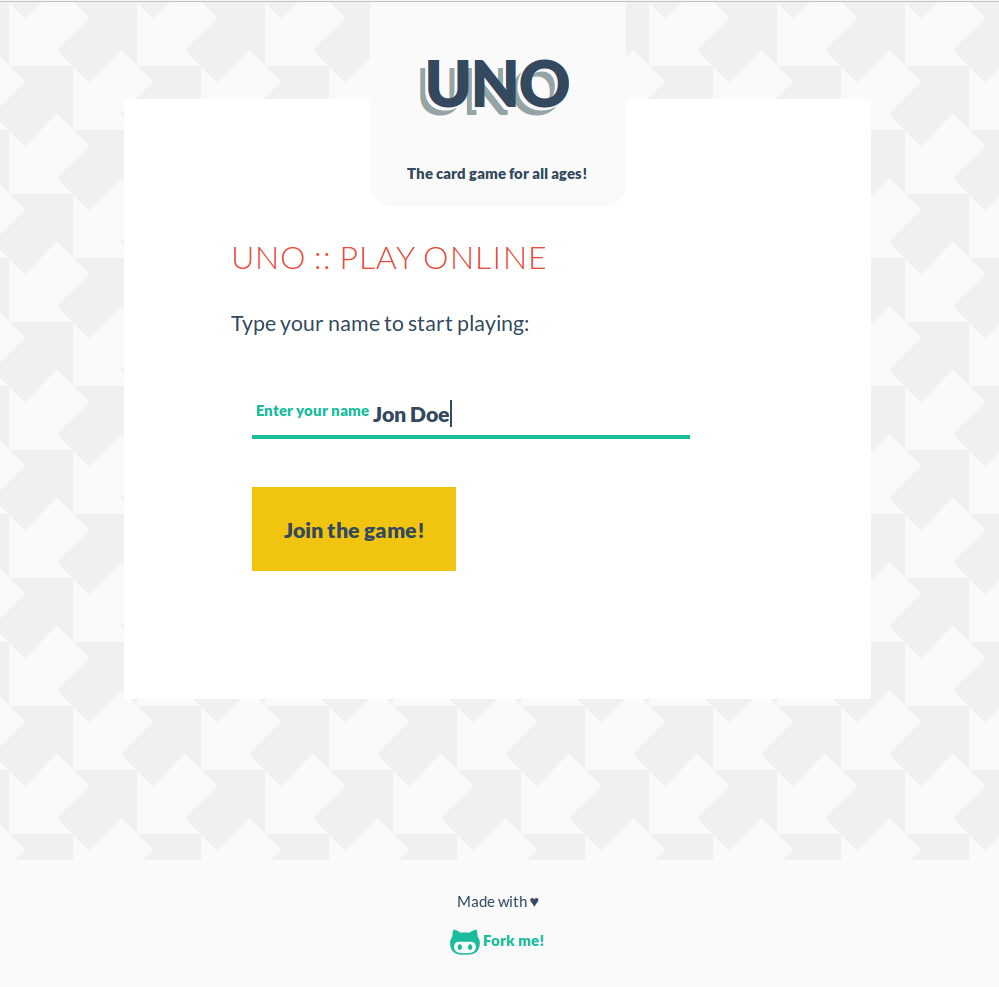 UNO
The card game for all ages!
UNO :: PLAY ONLINE
Type your name to start playing:
Enter your name Jon Doe
Join the game!
Made with ♥
Fork me!